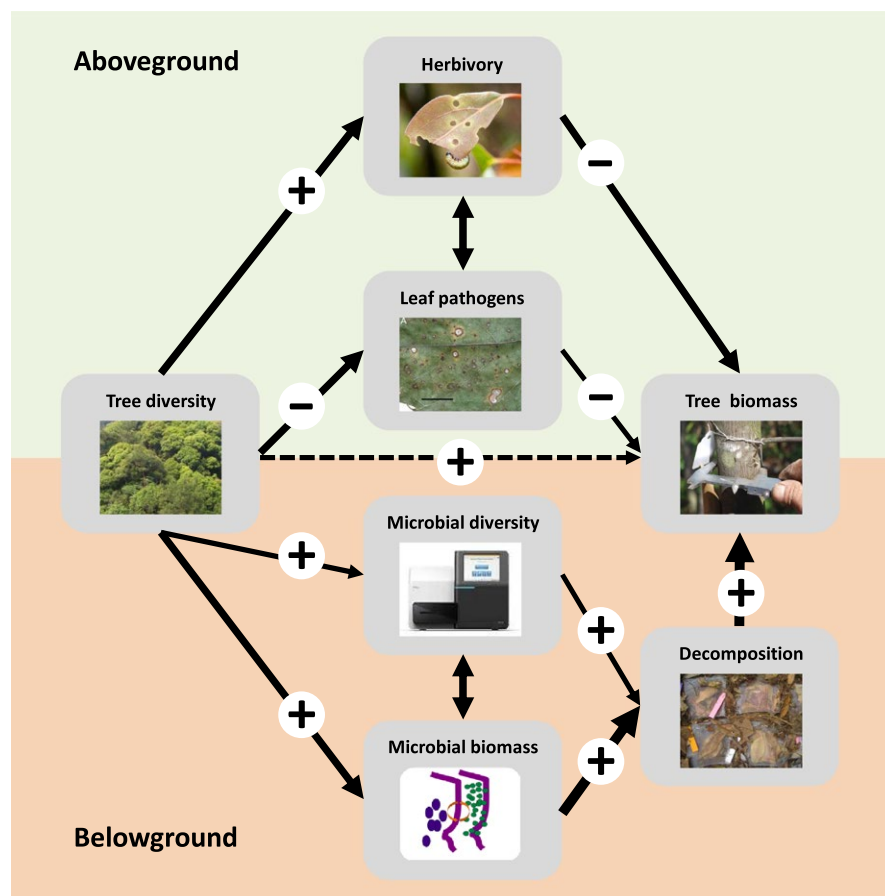 Aboveground
Herbivory
+
−
Leaf pathogens
A
Tree diversity
−
−
Tree biomass
+
Microbial diversity
+
+
+
Decomposition
+
Microbial biomass
+
Belowground